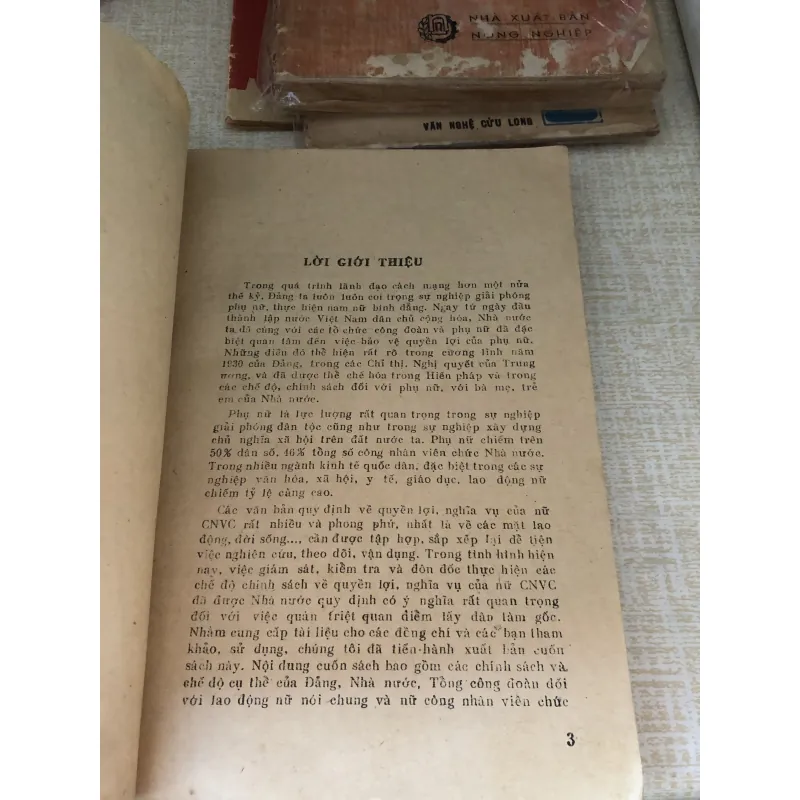 NHÀ XUẤT BẢN
NÔNG NGHIỆP
VĂN NGHỆ CỬU LONG
LỜI GIỚI THIỆU
Trong quá trình lãnh đạo cách mạng hơn một nửa
thế kỷ, Đảng ta luôn luôn coi trọng sự nghiệp giải phóng
phụ nữ, thực hiện nam nữ bình đẳng. Ngay từ ngày đầu
thành lập nước Việt Nam dân chủ cộng hòa, Nhà nước
ta đã cùng với các tổ chức công đoàn và phụ nữ đã đặc
biệt quan tâm đến việc bảo vệ quyền lợi của phụ nữ.
Những điều đó thể hiện rất rõ trong cương lĩnh năm
1930 của Đảng, trong các Chỉ thị. Nghị quyết của Trung
ương, và đã được thể chế hóa trong Hiến pháp và trong
các chế độ, chính sách đối với phụ nữ, với bà mẹ, trẻ
em của Nhà nước.
Phụ nữ là lực lượng rất quan trọng trong sự nghiệp
giải phóng dân tộc cũng như trong sự nghiệp xây dựng
chủ nghĩa xã hội trên đất nước ta. Phụ nữ chiếm trên
50% dân số, 46% tổng số công nhân viên chức Nhà nước.
Trong nhiều ngành kinh tế quốc dân, đặc biệt trong các sự
nghiệp văn hóa, xã hội, y tế, giáo dục, lao động nữ
chiếm tỷ lệ càng cao.
Các văn bản quy định về quyền lợi, nghĩa vụ của nữ
CNVC rất nhiều và phong phú, nhất là về các mặt lao
động, đời sống..., cần được tập hợp, sắp xếp lại để tiện
việc nghiên cứu, theo dõi, vận dụng. Trong tình hình hiện
nay, việc giám sát, kiểm tra và đôn đốc thực hiện các
chế độ chính sách về quyền lợi, nghĩa vụ của nữ CNVC
đã được Nhà nước quy định có ý nghĩa rất quan trọng
đối với việc quán triệt quan điểm lấy dân làm gốc.
Nhằm cung cấp tài liệu cho các đồng chí và các bạn tham
khảo, sử dụng, chúng tôi đã tiến-hành xuất bản cuốn
sách này. Nội dung cuốn sách bao gồm các chính sách và
chế độ cụ thể của Đảng, Nhà nước, Tổng công đoàn đối
với lao động nữ nói chung và nữ công nhân viên chức
3